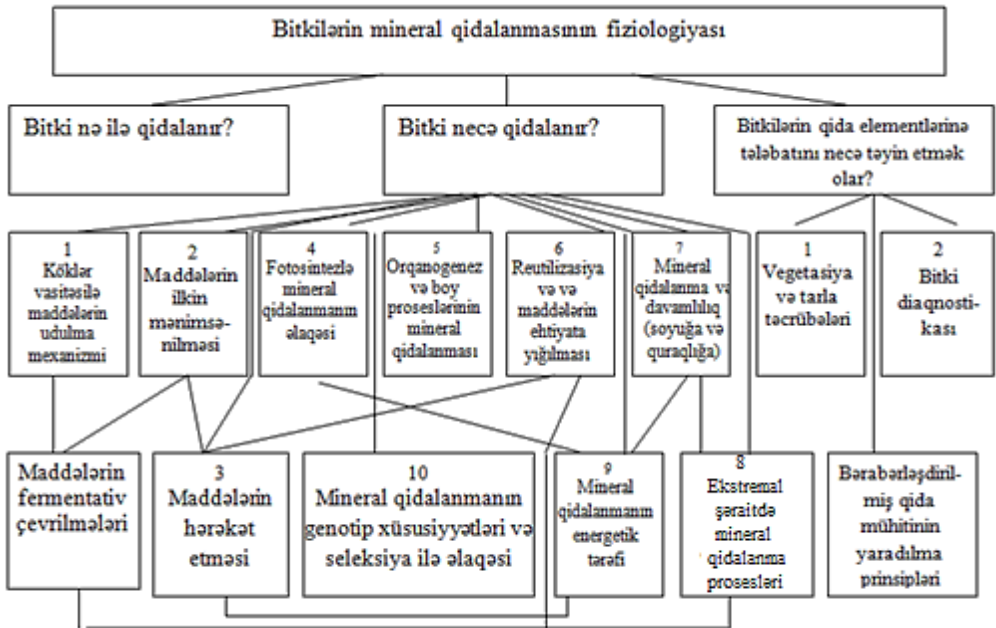 Bitkilərin mineral qidalanmasının fiziologiyası
Bitki nə ilə qidalanır?
Bitki necə qidalanır?
Bitkilərin qida elementlərinə
tələbatını necə təyin etmək
olar?
1
Köklər
vasitəsilə
maddələrin
udulma
mexanizmi
2
Maddələrin
ilkin
mənimsə-
nilməsi
4
Fotosintezlə
mineral
qidalanmanın
əlaqəsi
5
Orqanogenez
və boy
proseslərinin
mineral
qidalanması
6
Reutilizasiya
və və
maddələrin
ehtiyata
yığılması
7
Mineral
qidalanma və
davamlılıq
(soyuğa və
quraqlığa)
1
Vegetasiya
və tarla
təcrübələri
2
Bitki
diaqnosti-
kası
Maddələrin
fermentativ
çevrilmələri
3
Maddələrin
hərəkət
etməsi
10
Mineral qidalanmanın
genotip xüsusiyyətləri və
seleksiya ilə əlaqəsi
9
Mineral
qidalanmanın
energetik
tərəfi
8
Ekstremal
şəraitdə
mineral
qidalanma
prosesləri
Bərabərləşdiril-
miş qida
mühitinin
yaradılma
prinsipləri